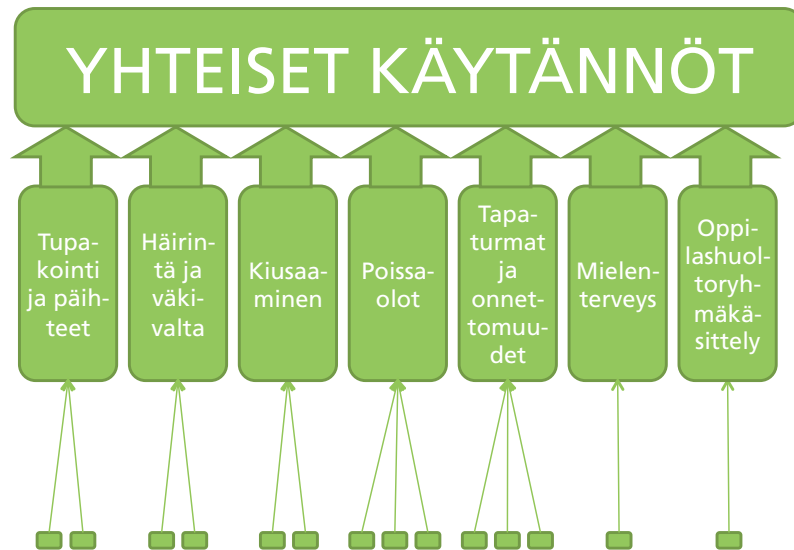 YHTEISET KÄYTÄNNÖT
Tupa-
kointi
ja päih-
teet
Häirin-
tä ja
väki-
valta
Kiusaa-
minen
Poissa-
olot
Tapa-
turmat
ja
onnet-
tomuu-
det
Mielen-
terveys
Oppi-
lashuol-
toryh-
mäkä-
sittely